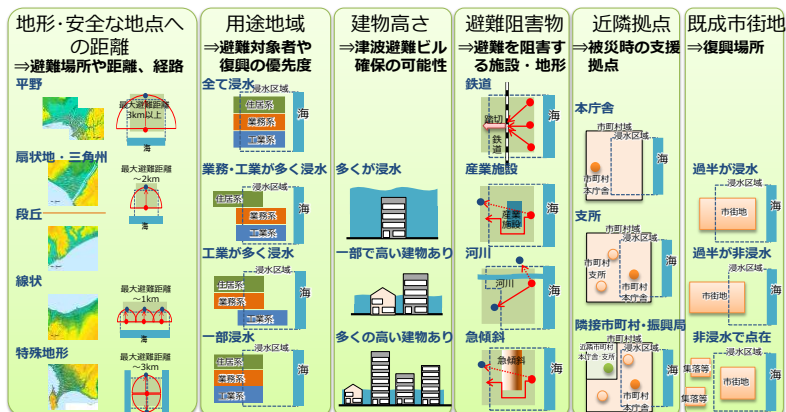 地形・安全な地点へ
の距離
⇒避難場所や距離、経路
平野
最大避難距離
3km以上
海
扇状地・三角州
最大避難距離
～2km
段丘
線状
最大避難距離
～1km
特殊地形
最大避難距離
～3km
用途地域
⇒避難対象者や
復興の優先度
全て浸水
浸水区域
住居系
業務系
工業系
海
業務・工業が多く浸水
浸水区域
住居系
業務系
工業系
海
工業が多く浸水
浸水区域
住居系
業務系
工業系
海
一部浸水
浸水区域
住居系
業務系
工業系
海
建物高さ
⇒津波避難ビル
確保の可能性
多くが浸水
一部で高い建物あり
多くの高い建物あり
避難阻害物
⇒避難を阻害す
る施設・地形
鉄道
踏切
鉄
道
海
産業施設
産業
施設
海
河川
河川
海
急傾斜
急傾斜
海
近隣拠点
⇒被災時の支援
拠点
本庁舎
市町村域
浸水区域
市町村
本庁舎
海
支所
市町村域
浸水区域
市町村
支所
市町村
本庁舎
海
隣接市町村・振興局
市町村域
近隣市町村
本庁舎・支所
浸水区域
市町村
本庁舎
海
既成市街地
⇒復興場所
過半が浸水
浸水区域
市街地
海
過半が非浸水
浸水区域
市街地
海
非浸水で点在
浸水区域
集落等
市街地
集落等
海